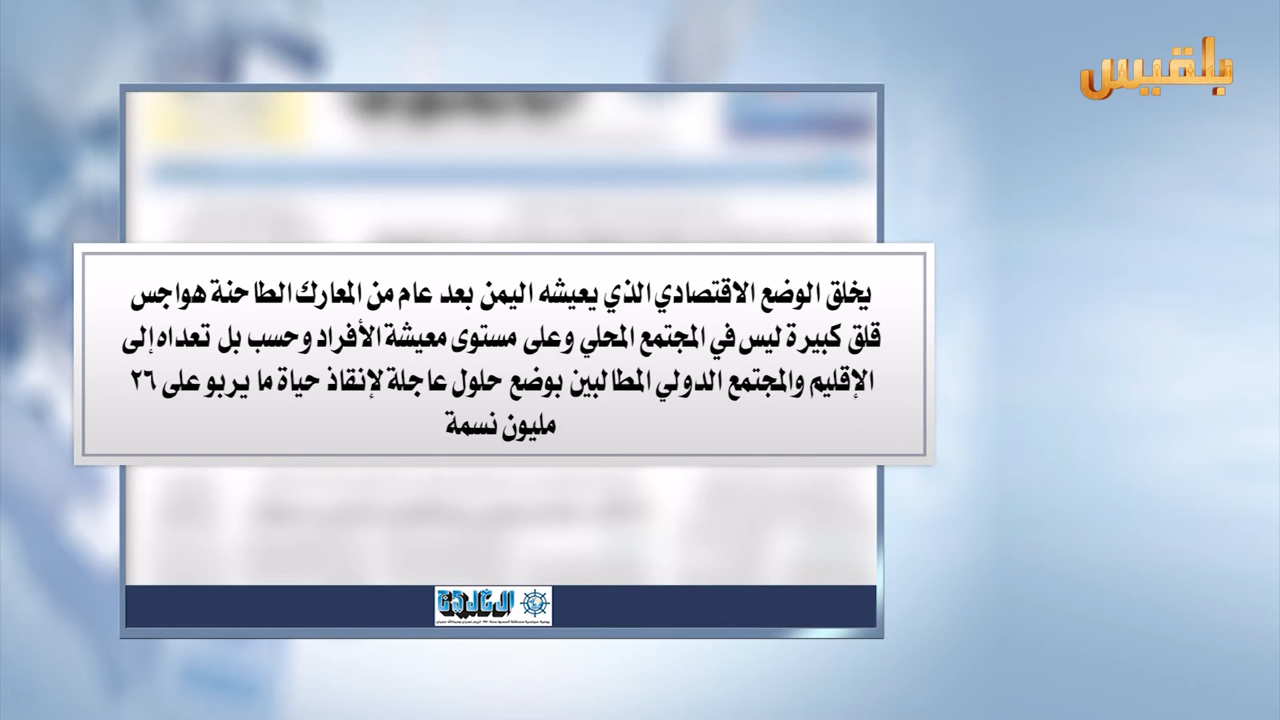 بلقيس
يخلق الوضع الاقتصادي الذي يعيشه اليمن بعد عام من المعارك الطاحنة هواجس
قلق كبيرة ليس في المجتمع المحلي وعلى مستوى معيشة الأفراد وحسب بل تعداه إلى
الإقليم والمجتمع الدولي المطالبين بوضع حلول عاجلة لإنقاذ حياة ما يربو على ٢٦
مليون نسمة
الخليج